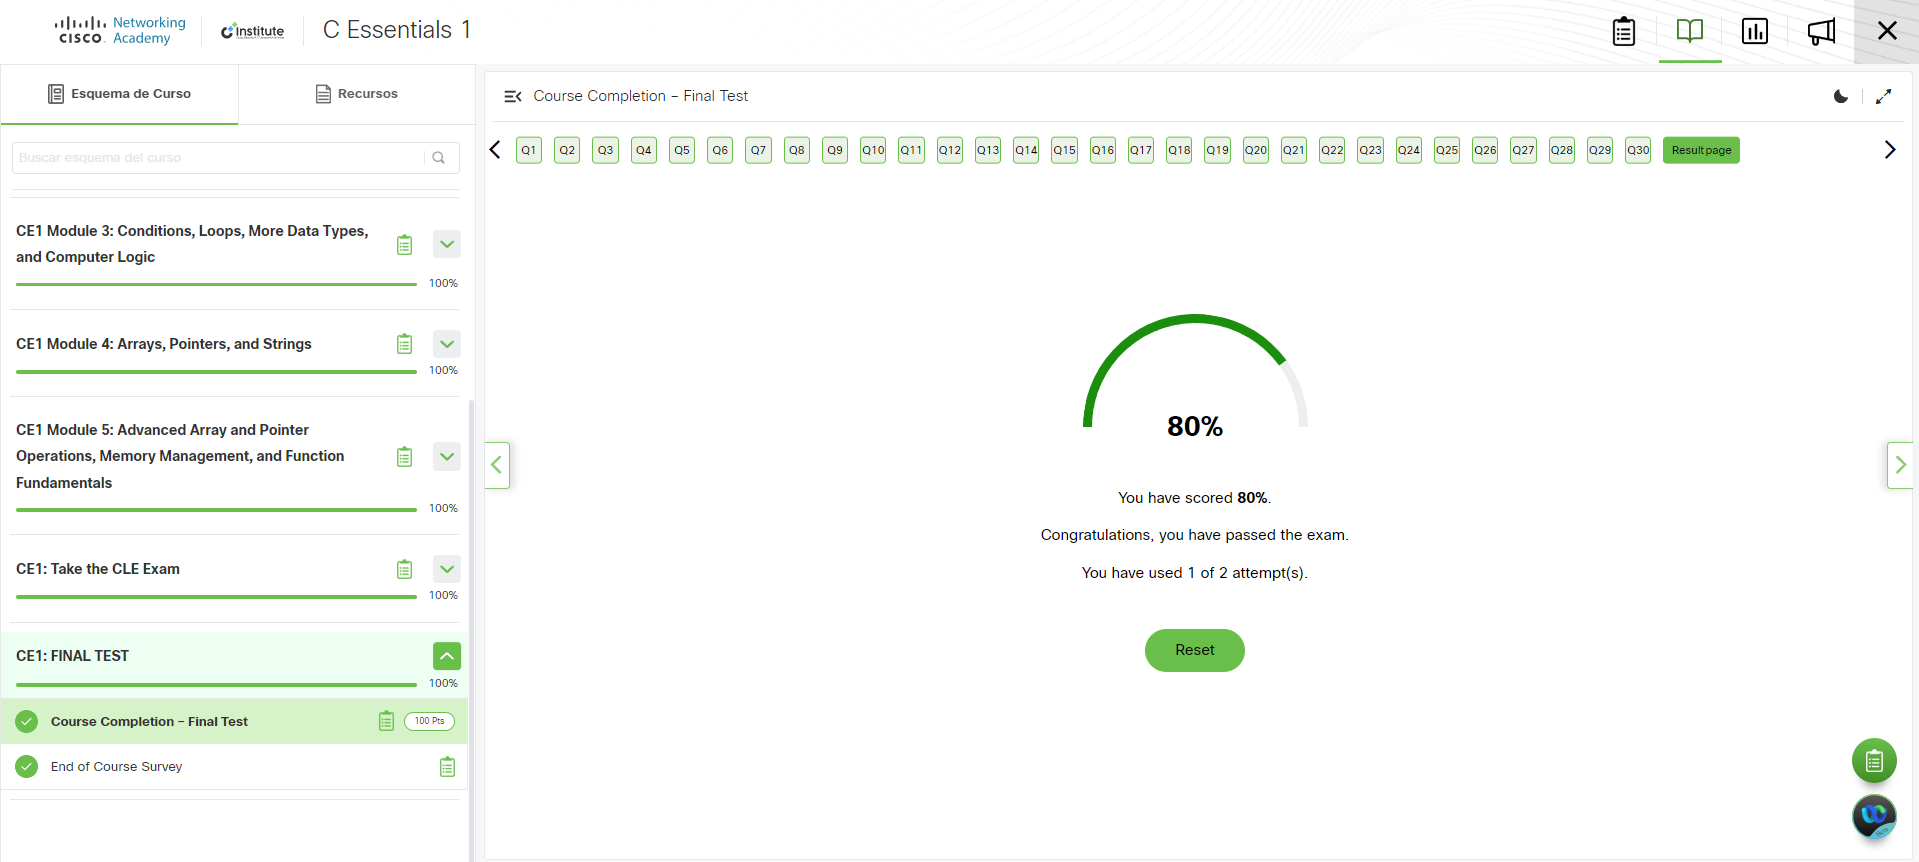 cisco
Networking
Academy
C++ Institute
C Essentials 1
Esquema de Curso
Recursos
Buscar esquema del curso
CE1 Module 3: Conditions, Loops, More Data Types,
and Computer Logic
100%
CE1 Module 4: Arrays, Pointers, and Strings
100%
CE1 Module 5: Advanced Array and Pointer
Operations, Memory Management, and Function
Fundamentals
100%
CE1: Take the CLE Exam
100%
CE1: FINAL TEST
100%
Course Completion – Final Test
100 Pts
End of Course Survey
Course Completion – Final Test
Q1 Q2 Q3 Q4 Q5 Q6 Q7 Q8 Q9 Q10 Q11 Q12 Q13 Q14 Q15 Q16 Q17 Q18 Q19 Q20 Q21 Q22 Q23 Q24 Q25 Q26 Q27 Q28 Q29 Q30 Result page
80%
You have scored 80%.
Congratulations, you have passed the exam.
You have used 1 of 2 attempt(s).
Reset
Beta